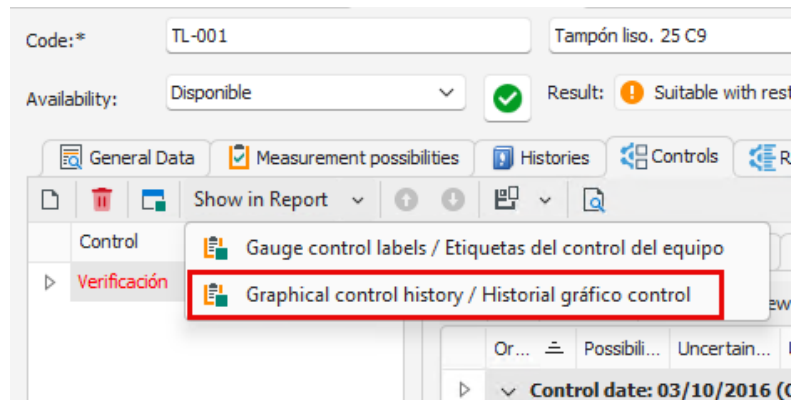 Code:* TL-001 Tampón liso. 25 C9
Availability: Disponible Result: Suitable with rest
General Data Measurement possibilities Histories Controls R
Show in Report
Control
Gauge control labels / Etiquetas del control del equipo
Verificación
Graphical control history / Historial gráfico control
Or... Possibili... Uncertain...
Control date: 03/10/2016 (